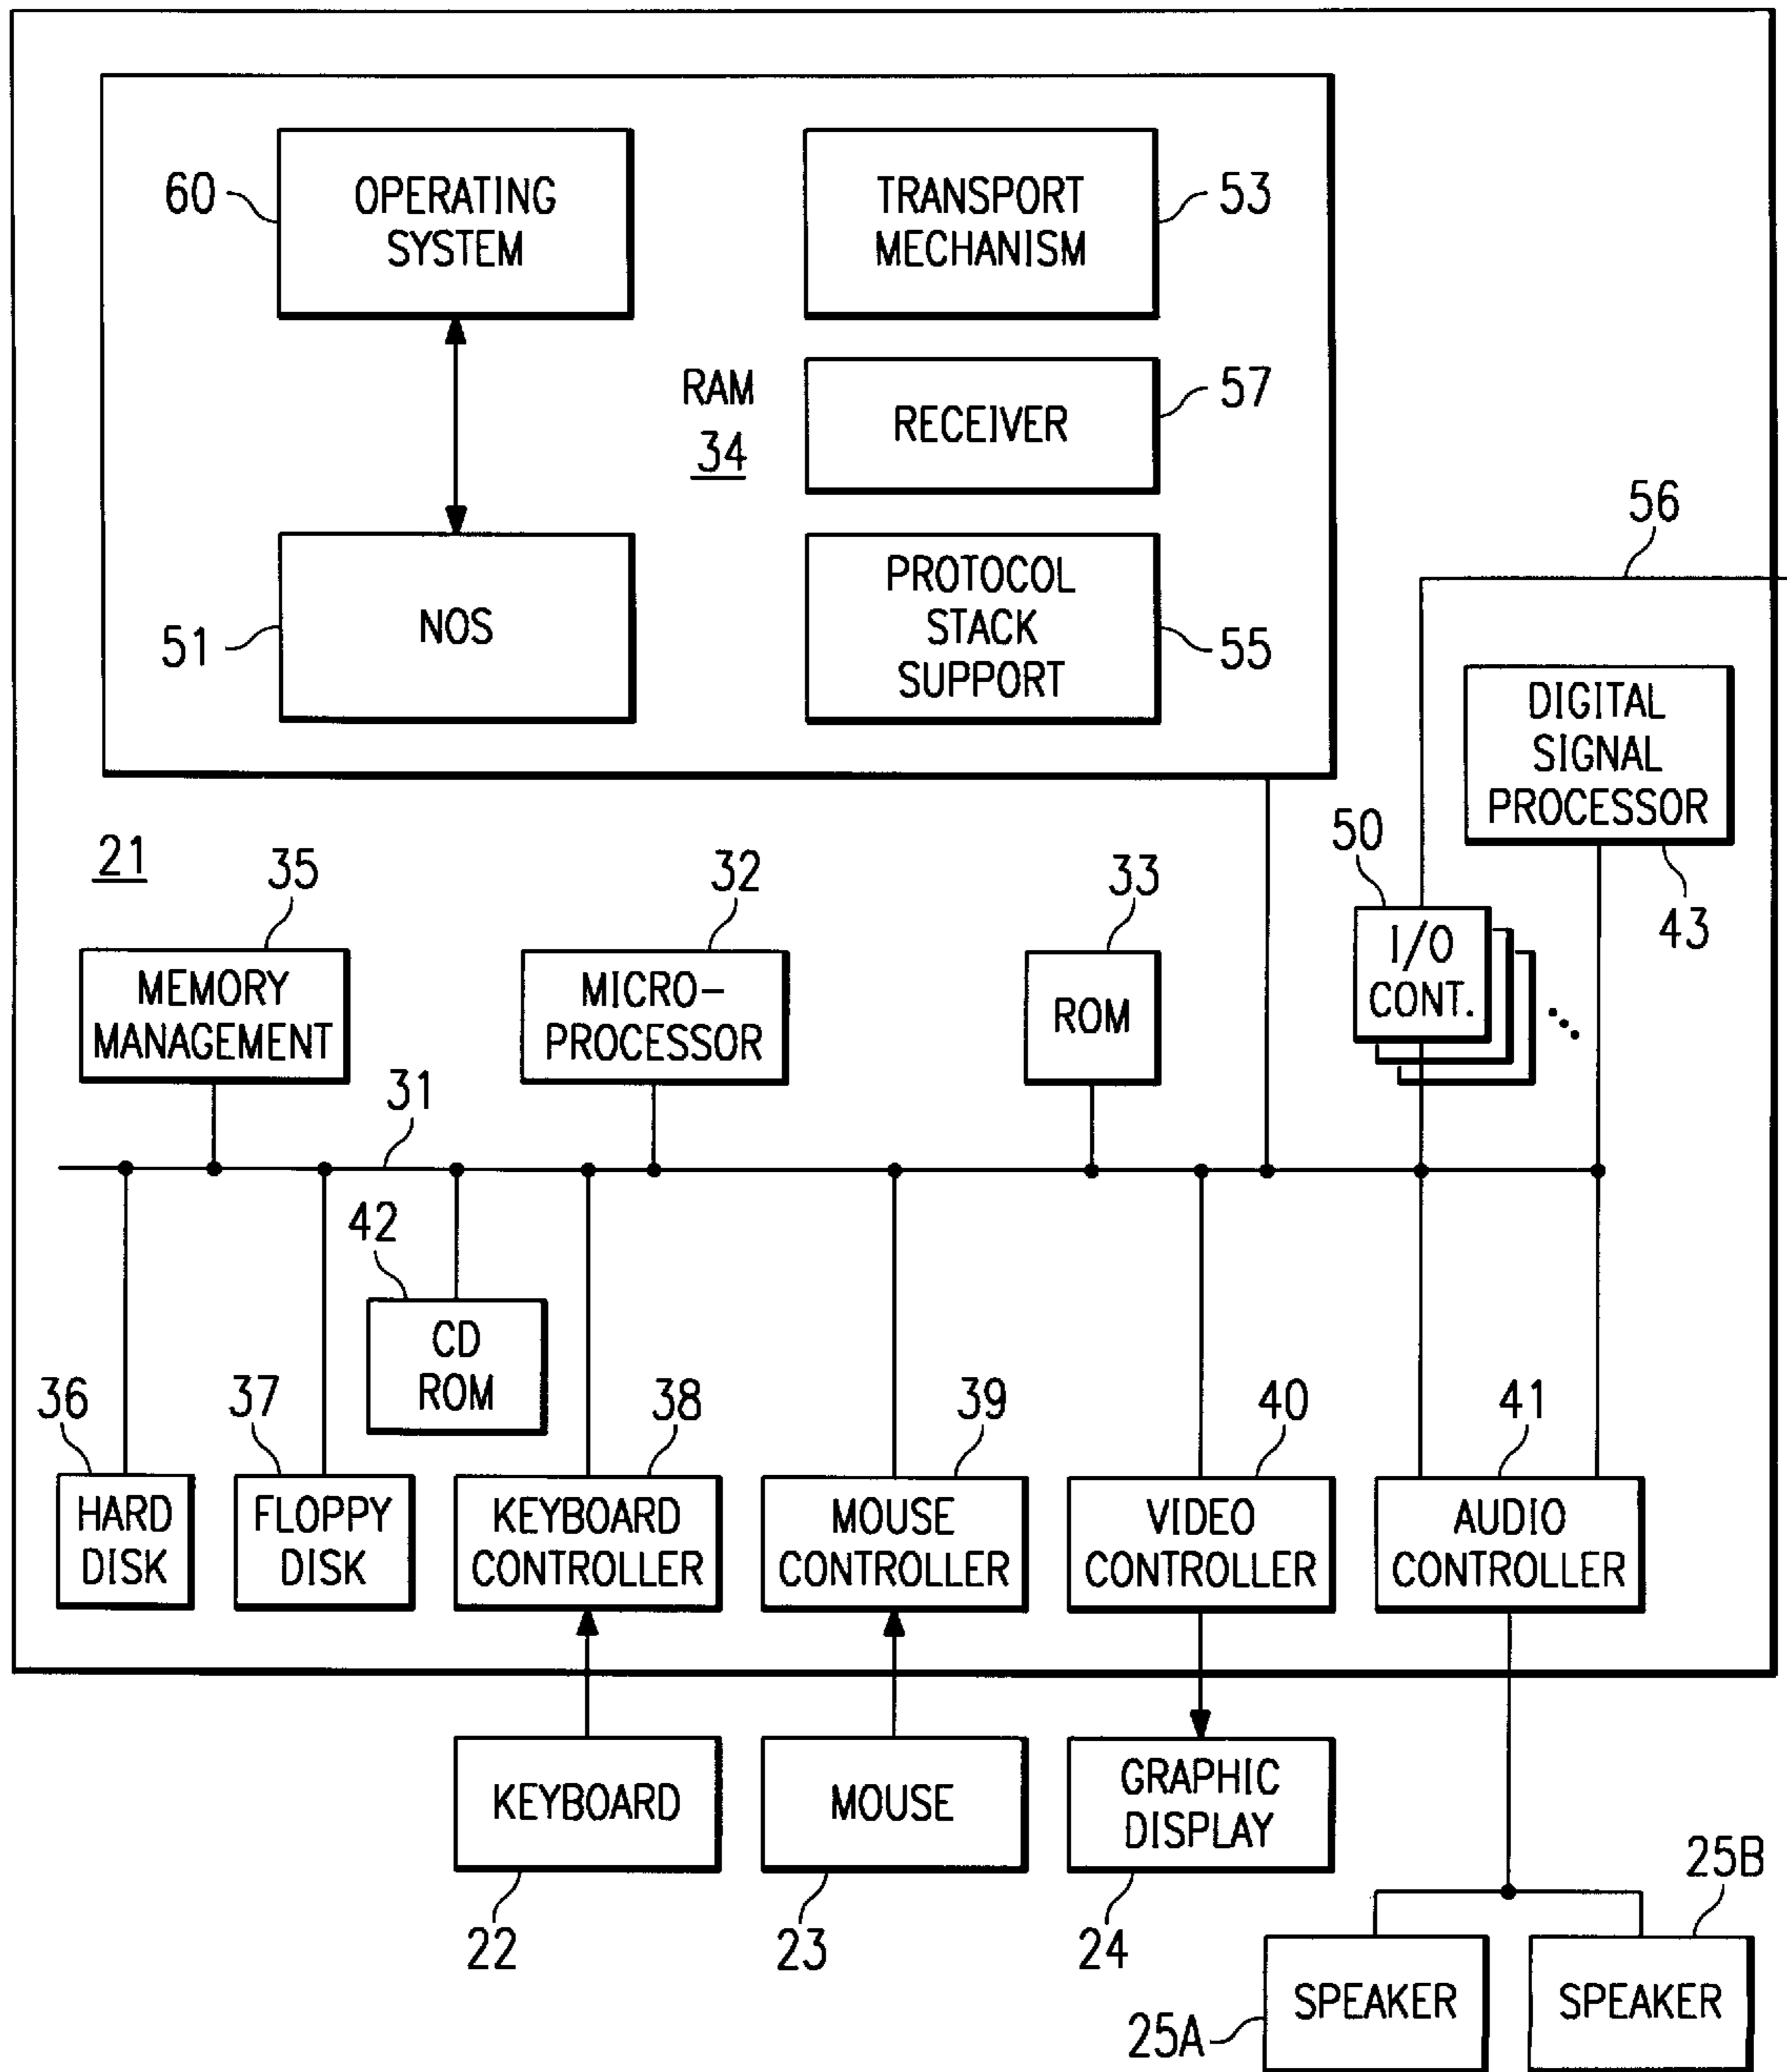 60
OPERATING
SYSTEM
TRANSPORT
MECHANISM
53
RAM
34
RECEIVER
57
51
NOS
PROTOCOL
STACK
SUPPORT
55
56
DIGITAL
SIGNAL
PROCESSOR
43
21
35
MEMORY
MANAGEMENT
32
MICRO-
PROCESSOR
33
ROM
50
I/O
CONT.
31
42
CD
ROM
36
HARD
DISK
37
FLOPPY
DISK
38
KEYBOARD
CONTROLLER
39
MOUSE
CONTROLLER
40
VIDEO
CONTROLLER
41
AUDIO
CONTROLLER
KEYBOARD
22
MOUSE
23
GRAPHIC
DISPLAY
24
25A
SPEAKER
25B
SPEAKER